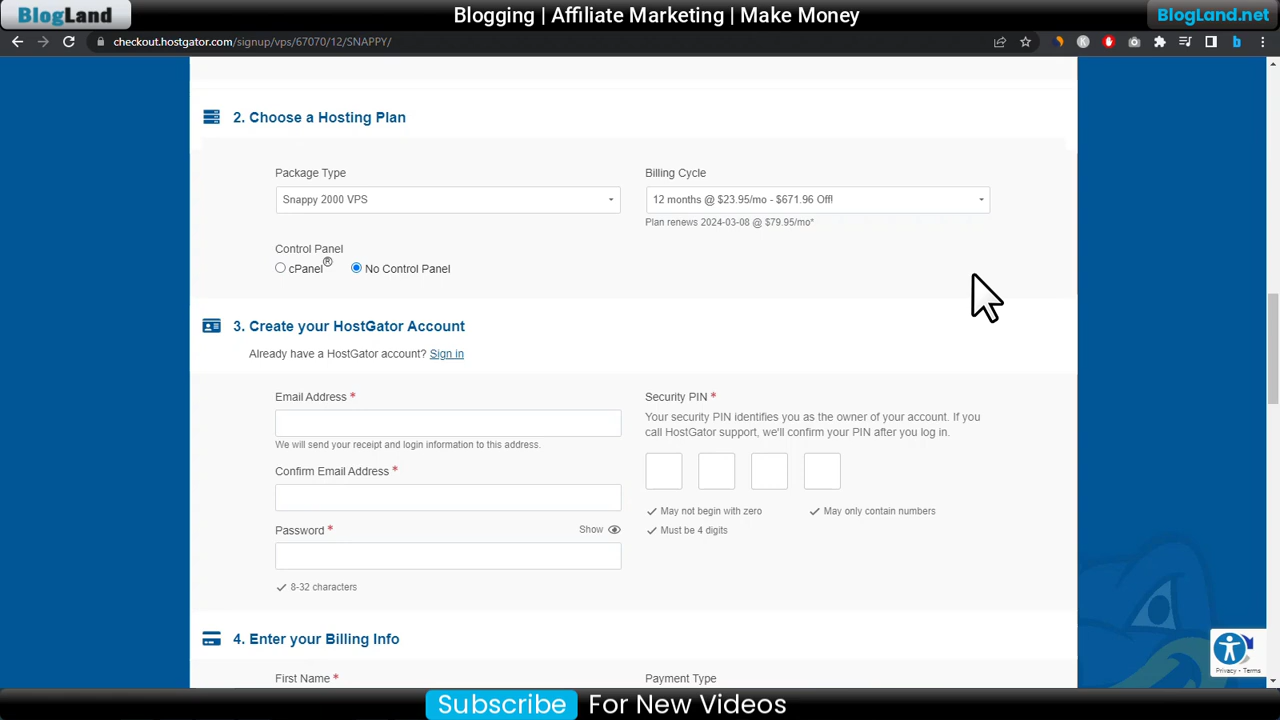 BlogLand
Blogging | Affiliate Marketing | Make Money
BlogLand.net
checkout.hostgator.com/signup/vps/67070/12/SNAPPY/
2. Choose a Hosting Plan
Package Type
Billing Cycle
Snappy 2000 VPS
12 months @ $23.95/mo - $671.96 Off!
Plan renews 2024-03-08 @ $79.95/mo*
Control Panel
cPanel®
No Control Panel
3. Create your HostGator Account
Already have a HostGator account? Sign in
Email Address *
Security PIN *
Your security PIN identifies you as the owner of your account. If you
call HostGator support, we'll confirm your PIN after you log in.
We will send your receipt and login information to this address.
Confirm Email Address *
May not begin with zero
May only contain numbers
Password *
Show
Must be 4 digits
8-32 characters
4. Enter your Billing Info
Privacy - Terms
First Name *
Payment Type
Subscribe For New Videos